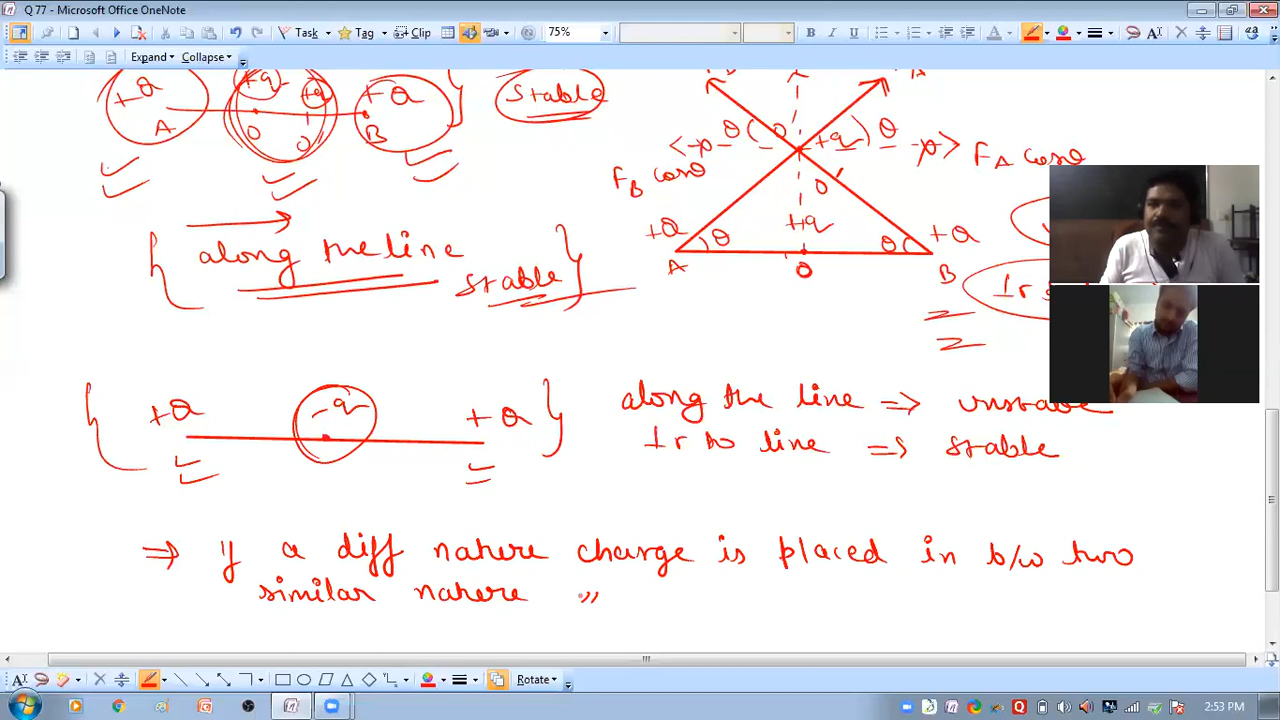 Q 77 - Microsoft Office OneNote
Task Tag Clip 75% B I U
Expand Collapse
+Q +q +q +Q Stable
A O O' B
θ O +q θ
F_B cosθ F_A cosθ
O'
+Q θ +q θ +Q
A O B
along the line
stable
⊥r
+Q -q +Q
along the line => unstable
⊥r to line => stable
=> If a diff nature charge is placed in b/w two
similar nature "
Rotate
2:53 PM